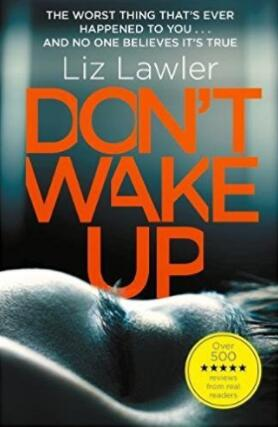 THE WORST THING THAT'S EVER
HAPPENED TO YOU . . .
AND NO ONE BELIEVES IT'S TRUE
Liz Lawler
DON'T
WAKE
UP
Over
500
★★★★★
reviews
from real
readers